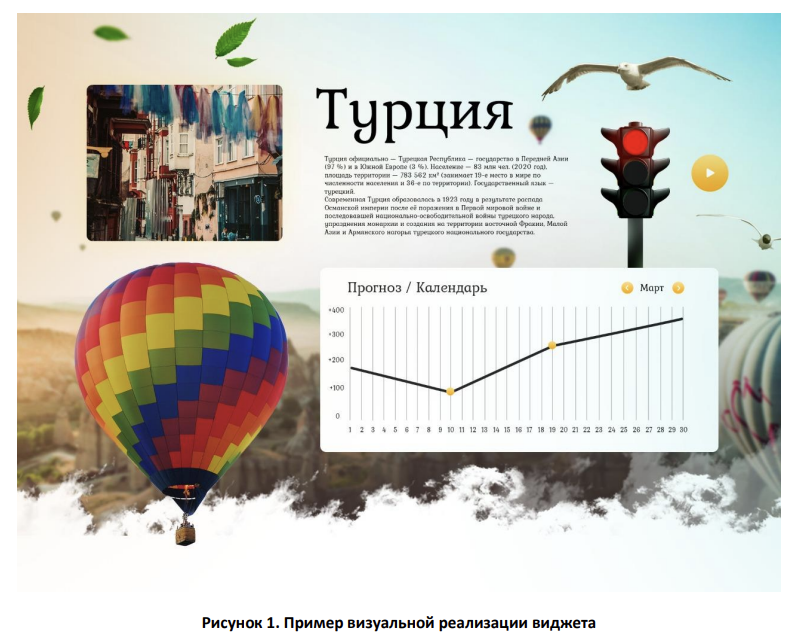 Турция
Турция официально — Турецкая Республика — государство в Передней Азии
(97 %) и в Южной Европе (3 %). Население — 83 млн чел. (2020 год),
площадь территории — 783 562 км² (занимает 19-е место в мире по
численности населения и 36-е по территории). Государственный язык —
турецкий.
Современная Турция образовалась в 1923 году в результате распада
Османской империи после её поражения в Первой мировой войне и
последовавшей национально-освободительной войны турецкого народа,
упразднения монархии и создания на территории восточной Фракии, Малой
Азии и Армянского нагорья турецкого национального государства.
Прогноз / Календарь
Март
+400
+300
+200
+100
0
1 2 3 4 5 6 7 8 9 10 11 12 13 14 15 16 17 18 19 20 21 22 23 24 25 26 27 28 29 30
Рисунок 1. Пример визуальной реализации виджета